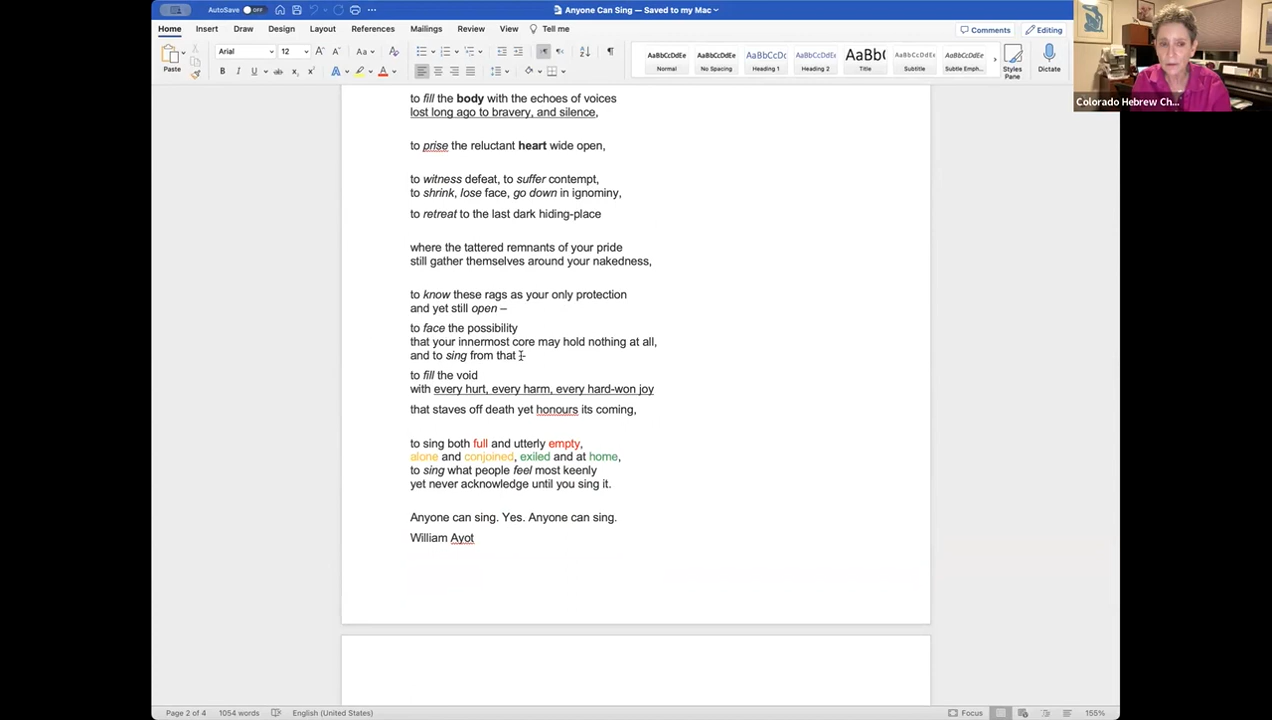 AutoSave OFF
Anyone Can Sing — Saved to my Mac
Home Insert Draw Design Layout References Mailings Review View Tell me
Comments Editing
Paste
Arial 12
AaBbCcDdEe AaBbCcDdEe AaBbCcDc AaBbCcDdE AaBb( AaBbCcDdEe AaBbCcDdEe
Normal No Spacing Heading 1 Heading 2 Title Subtitle Subtle Emph...
Styles Pane
Dictate
Colorado Hebrew Ch...
to fill the body with the echoes of voices
lost long ago to bravery, and silence,
to prise the reluctant heart wide open,
to witness defeat, to suffer contempt,
to shrink, lose face, go down in ignominy,
to retreat to the last dark hiding-place
where the tattered remnants of your pride
still gather themselves around your nakedness,
to know these rags as your only protection
and yet still open –
to face the possibility
that your innermost core may hold nothing at all,
and to sing from that –
to fill the void
with every hurt, every harm, every hard-won joy
that staves off death yet honours its coming,
to sing both full and utterly empty,
alone and conjoined, exiled and at home,
to sing what people feel most keenly
yet never acknowledge until you sing it.
Anyone can sing. Yes. Anyone can sing.
William Ayot
Page 2 of 4 1054 words English (United States) Focus 155%